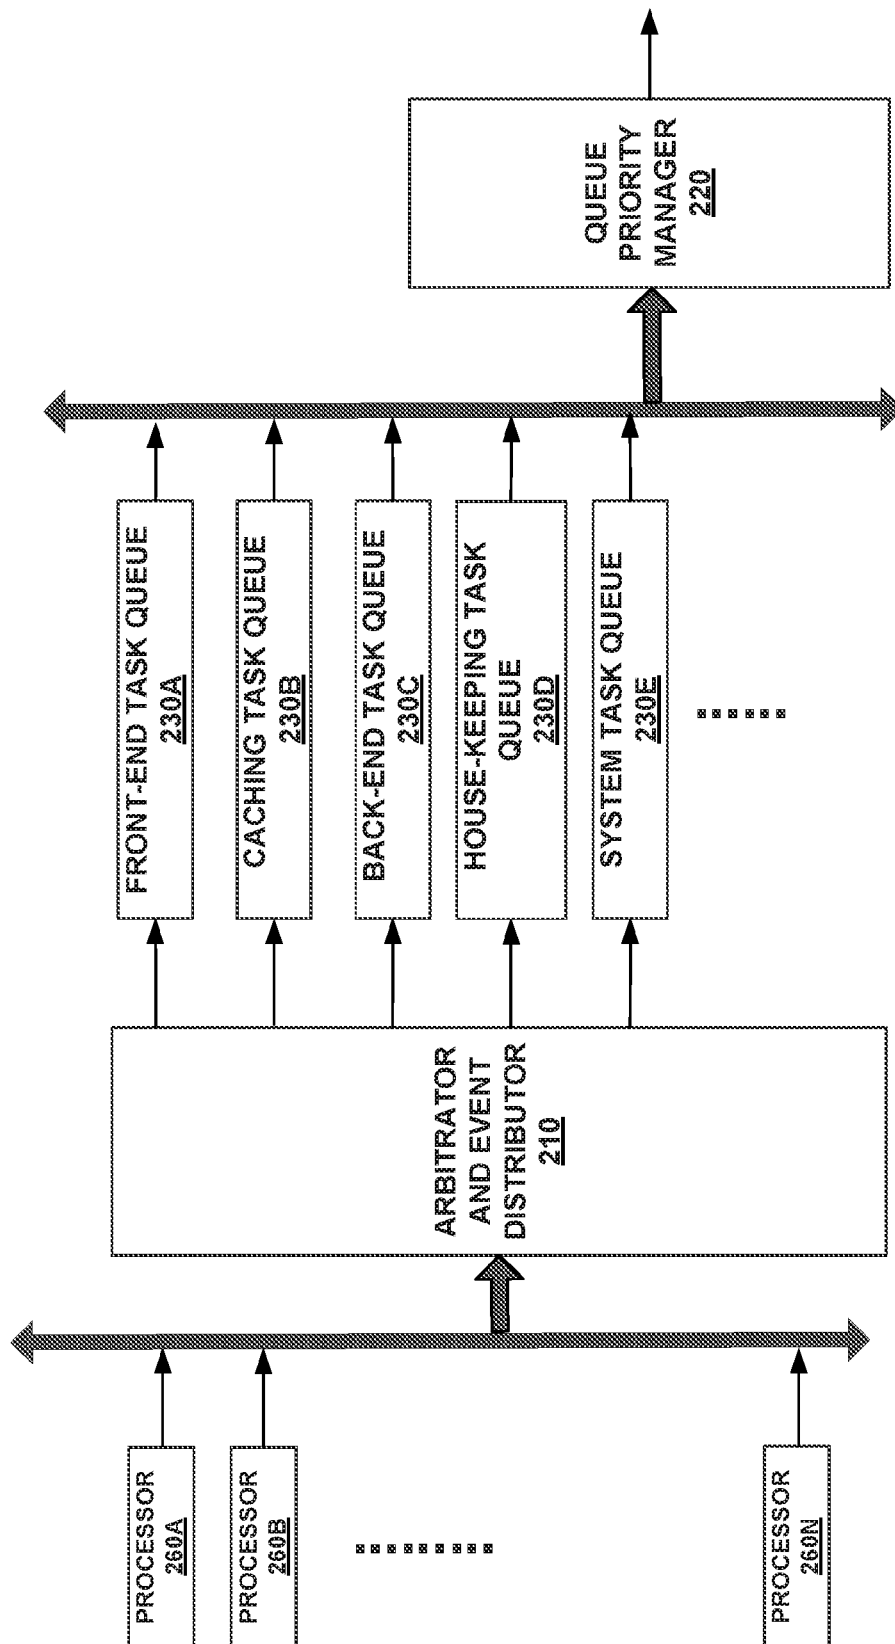 PROCESSOR
260A
PROCESSOR
260B
PROCESSOR
260N
ARBITRATOR
AND EVENT
DISTRIBUTOR
210
FRONT-END TASK QUEUE
230A
CACHING TASK QUEUE
230B
BACK-END TASK QUEUE
230C
HOUSE-KEEPING TASK
QUEUE
230D
SYSTEM TASK QUEUE
230E
QUEUE
PRIORITY
MANAGER
220